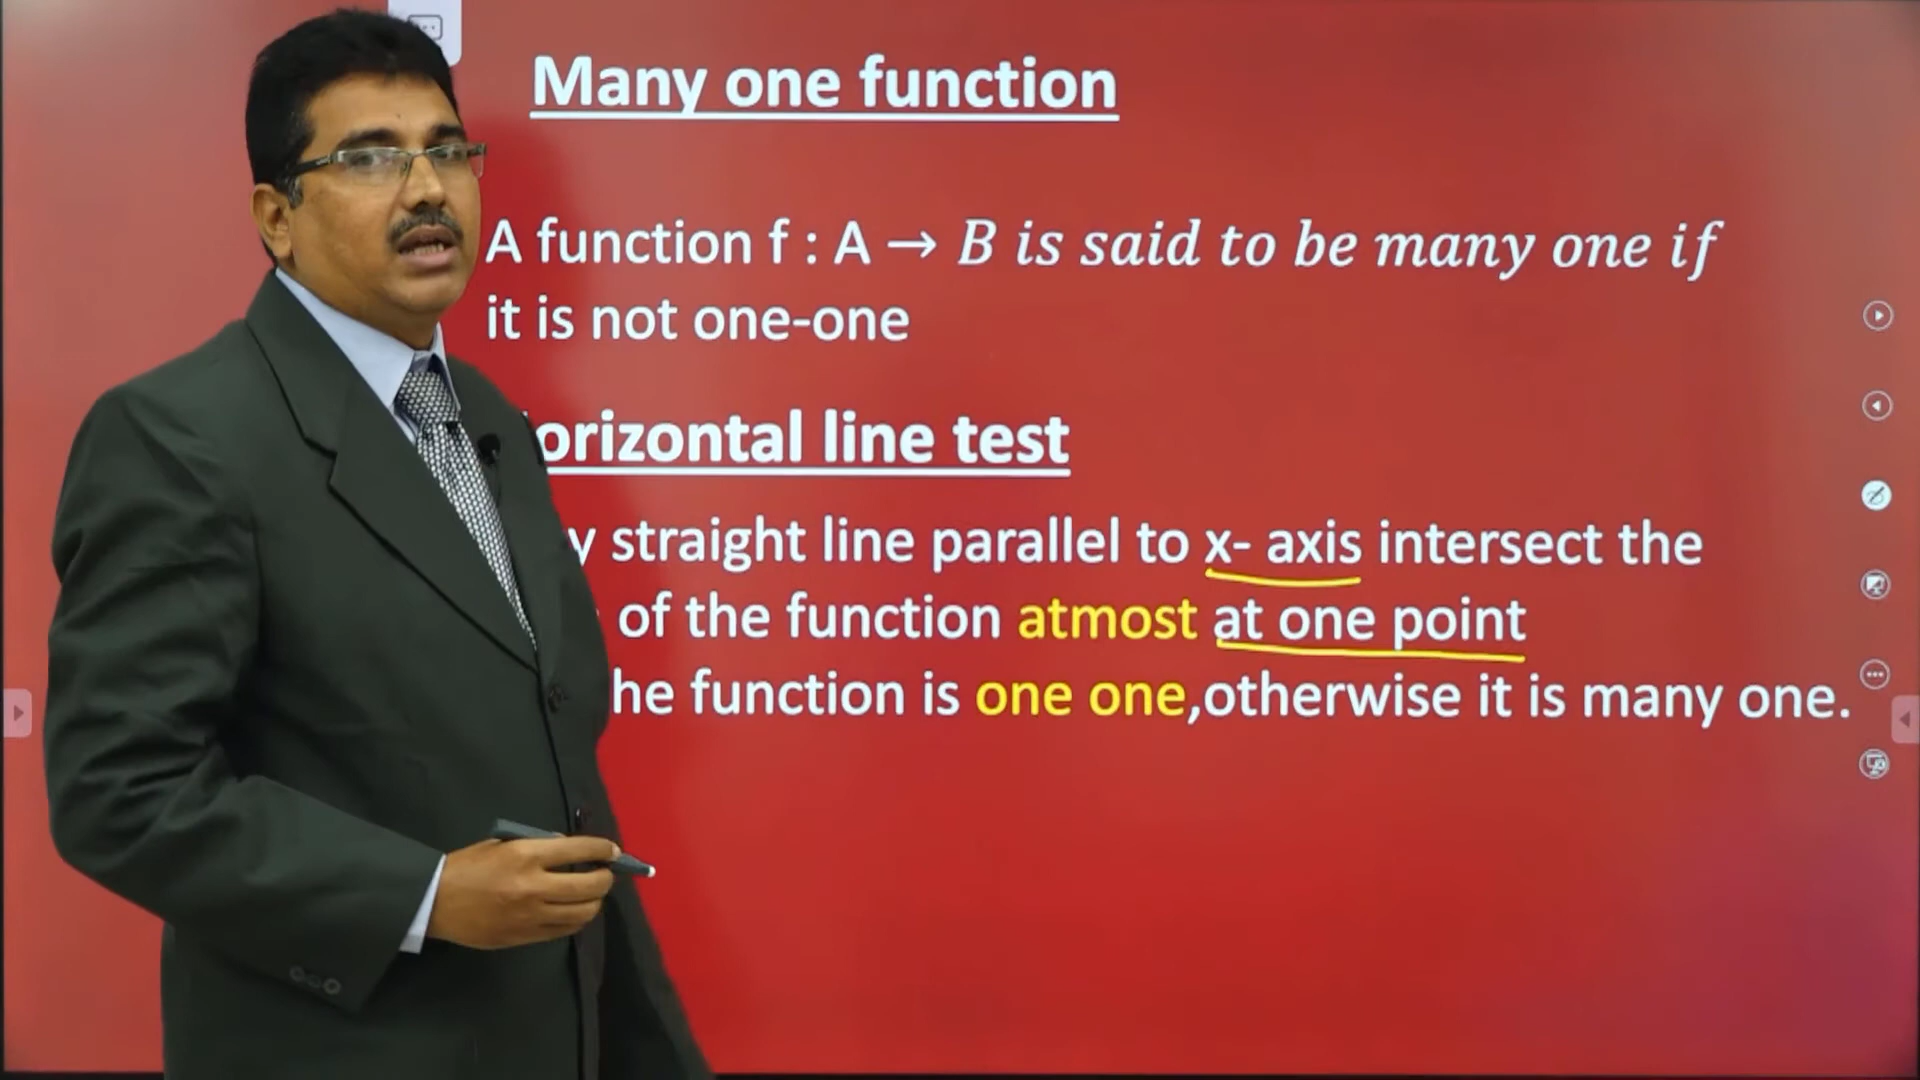 Many one function
A function f : A → B is said to be many one if
it is not one-one
orizontal line test
y straight line parallel to x- axis intersect the
of the function atmost at one point
he function is one one,otherwise it is many one.